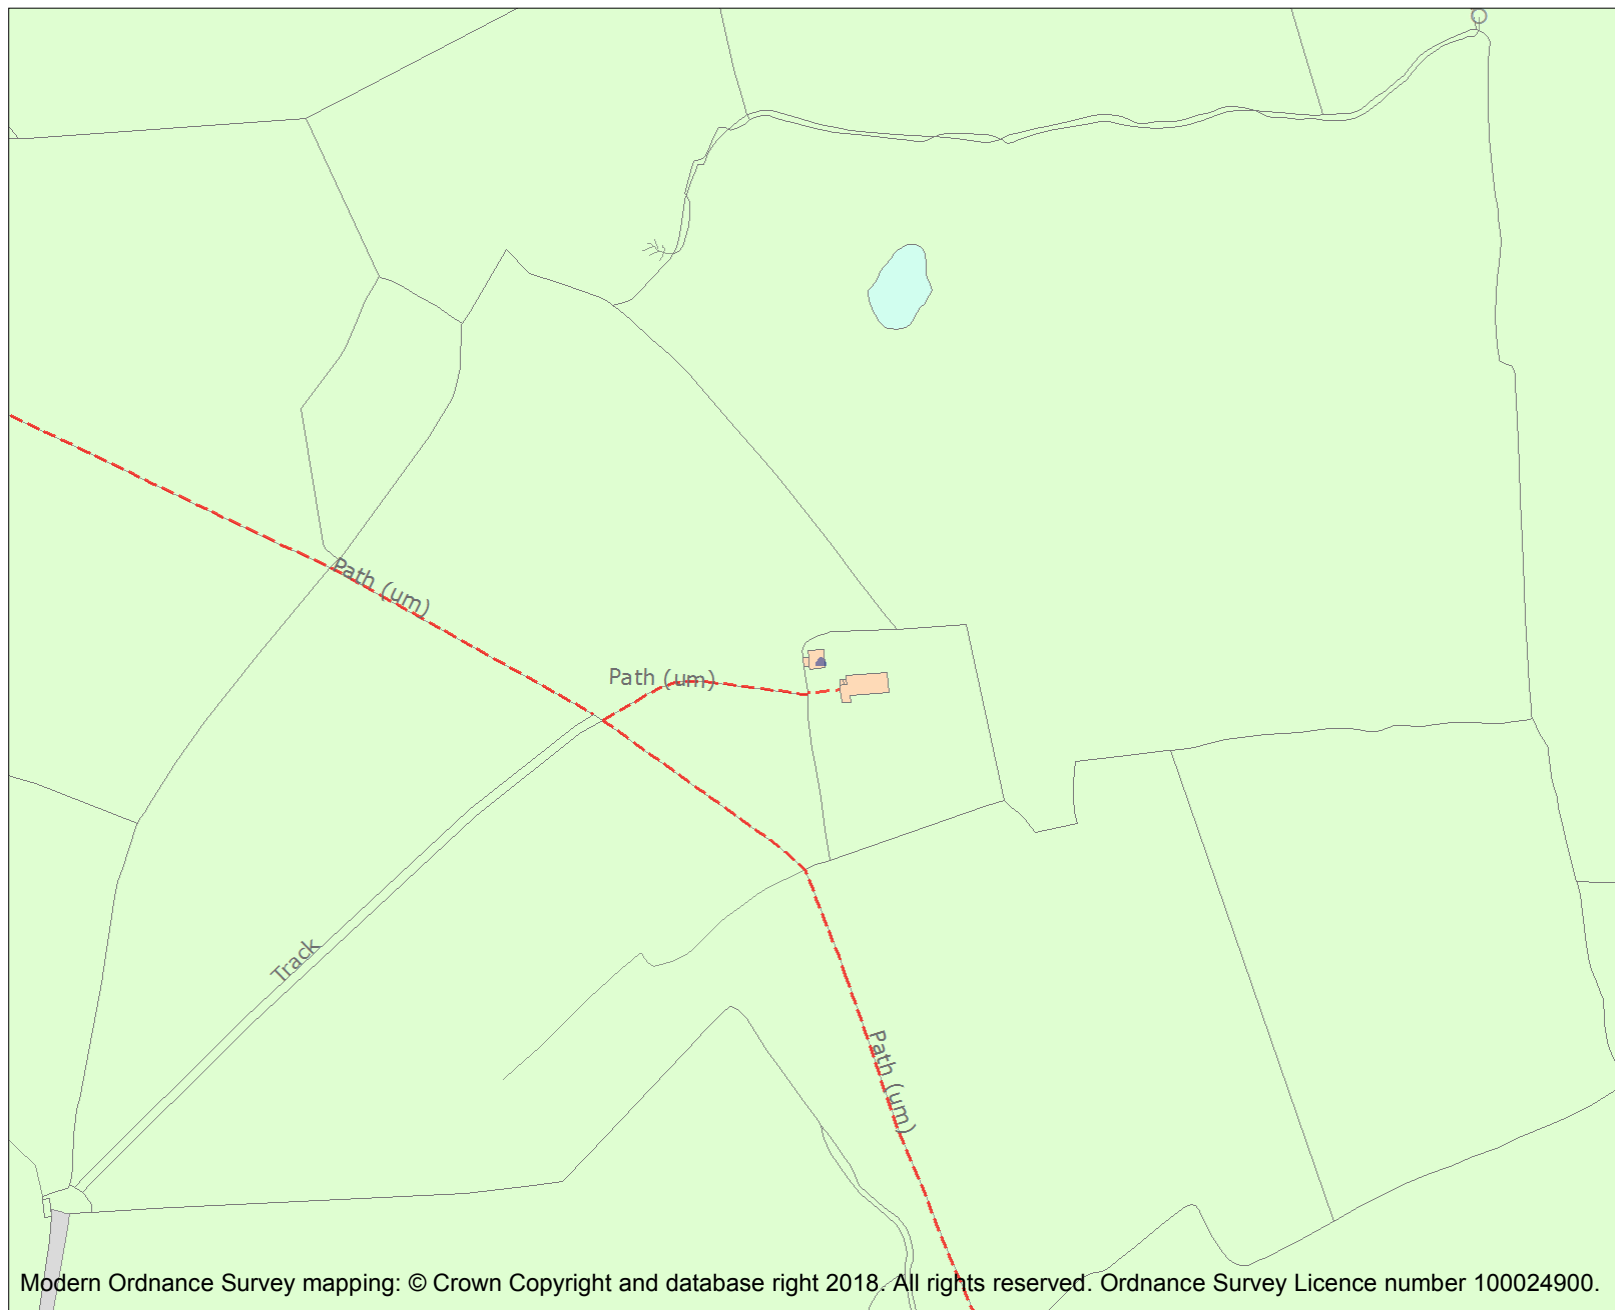 Path (um)
Path (um)
Track
Path (um)
Modern Ordnance Survey mapping: © Crown Copyright and database right 2018. All rights reserved. Ordnance Survey Licence number 100024900.